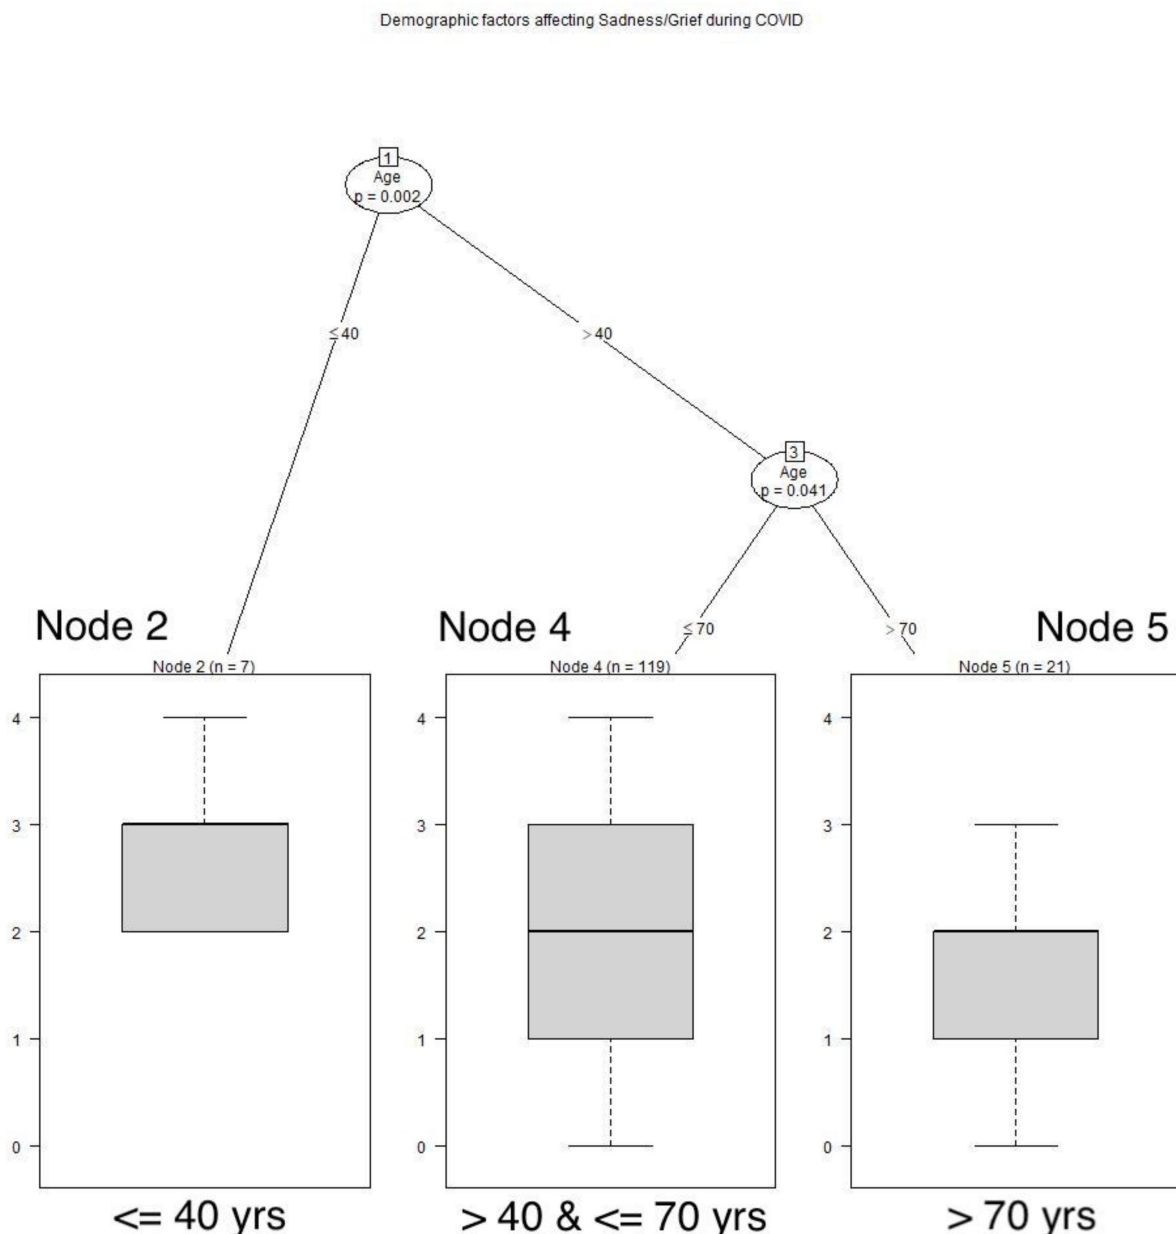 Demographic factors affecting Sadness/Grief during COVID
1
Age
p = 0.002
≤ 40
> 40
3
Age
p = 0.041
≤ 70
> 70
Node 2
Node 4
Node 5
Node 2 (n = 7)
Node 4 (n = 119)
Node 5 (n = 21)
4
3
2
1
0
4
3
2
1
0
4
3
2
1
0
<= 40 yrs
> 40 & <= 70 yrs
> 70 yrs